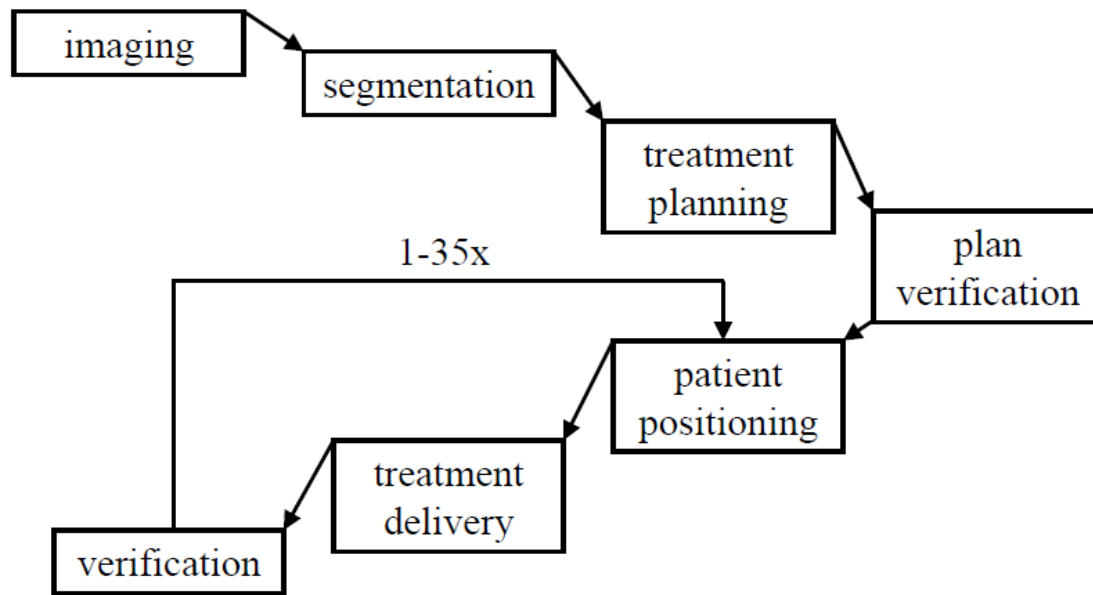 imaging
segmentation
treatment
planning
plan
verification
1-35x
patient
positioning
treatment
delivery
verification